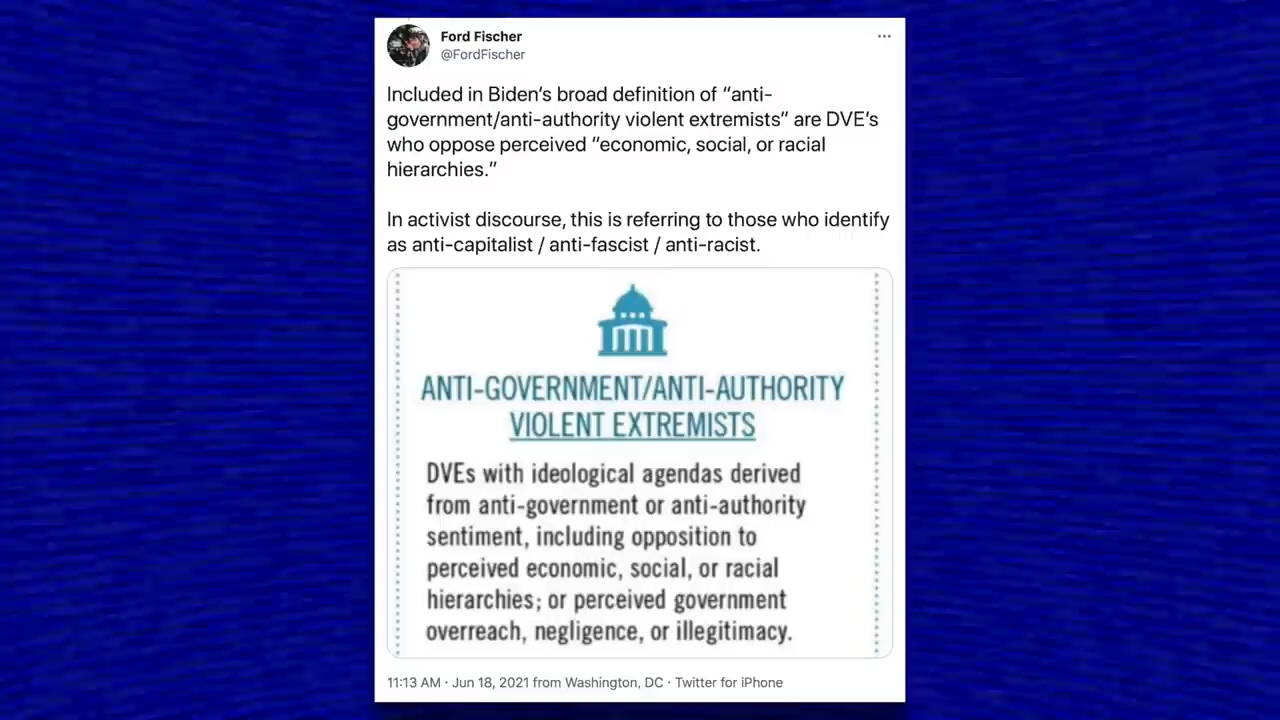 Ford Fischer
@FordFischer
Included in Biden's broad definition of “anti-
government/anti-authority violent extremists” are DVE's
who oppose perceived “economic, social, or racial
hierarchies.”
In activist discourse, this is referring to those who identify
as anti-capitalist / anti-fascist / anti-racist.
ANTI-GOVERNMENT/ANTI-AUTHORITY
VIOLENT EXTREMISTS
DVEs with ideological agendas derived
from anti-government or anti-authority
sentiment, including opposition to
perceived economic, social, or racial
hierarchies; or perceived government
overreach, negligence, or illegitimacy.
11:13 AM · Jun 18, 2021 from Washington, DC · Twitter for iPhone